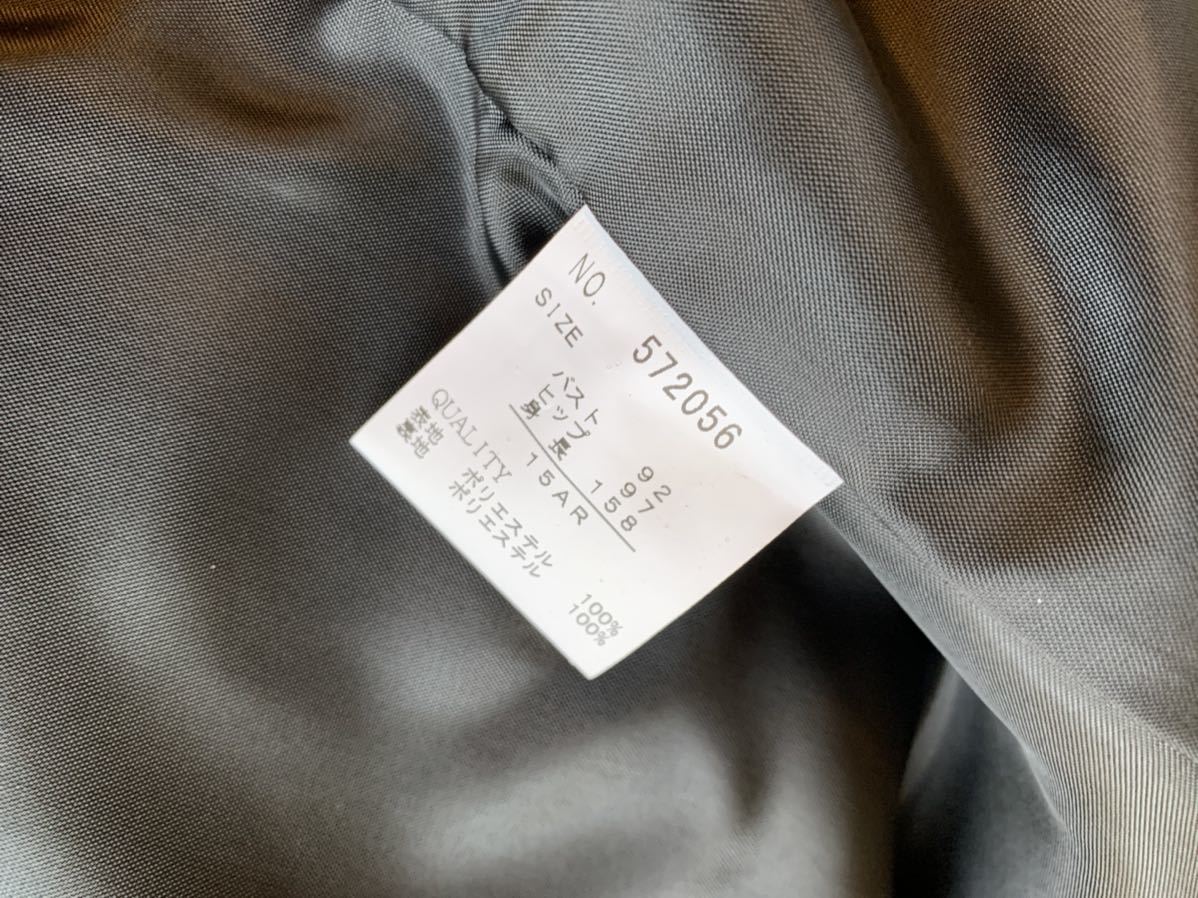 NO. 572056
SIZE
バスト 92
ヒップ 97
身長 158
15AR
QUALITY
表地 ポリエステル 100%
裏地 ポリエステル 100%